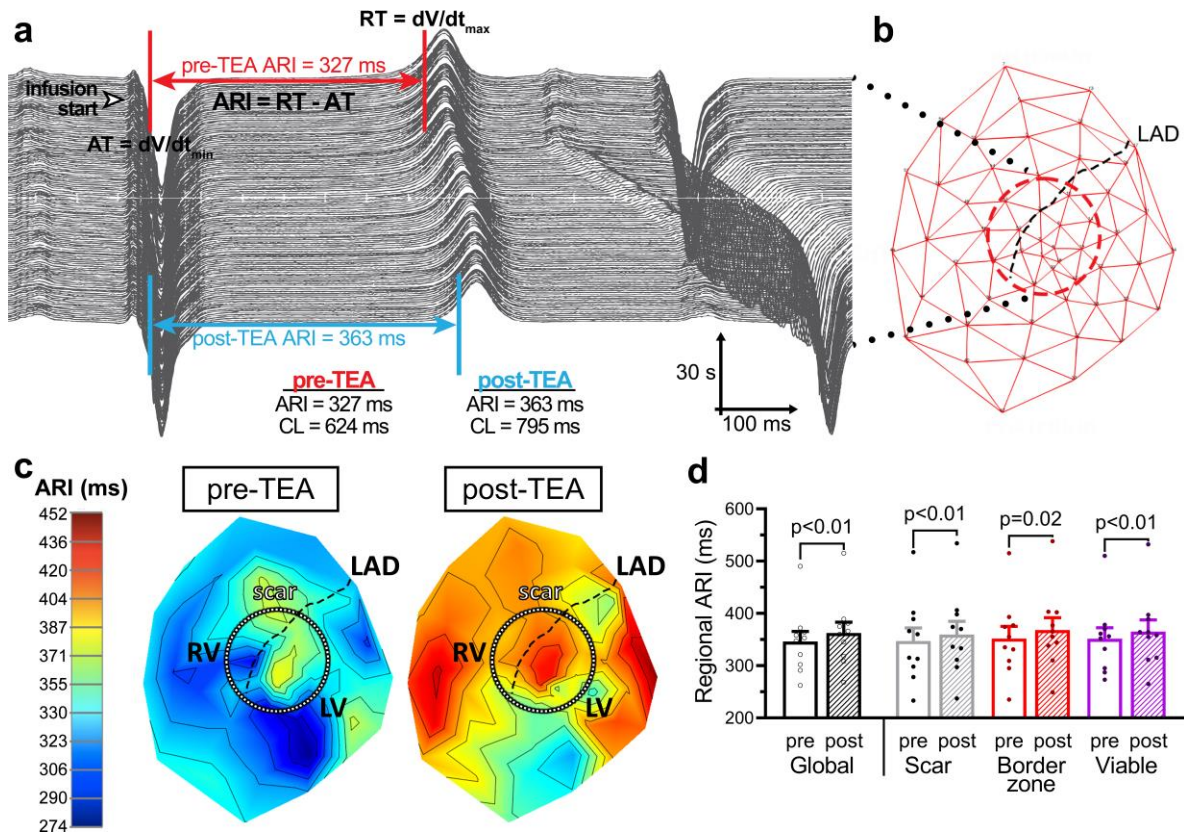 a
RT = dV/dtmax
pre-TEA ARI = 327 ms
infusion
start
ARI = RT - AT
AT = dV/dtmin
post-TEA ARI = 363 ms
pre-TEA
ARI = 327 ms
CL = 624 ms
post-TEA
ARI = 363 ms
CL = 795 ms
30 s
100 ms
b
LAD
c
ARI (ms)
452
436
420
404
387
371
355
339
330
323
306
290
274
pre-TEA
LAD
scar
RV
LV
post-TEA
LAD
scar
RV
LV
d
Regional ARI (ms)
600
500
400
300
200
p<0.01
p<0.01
p=0.02
p<0.01
pre post
Global
pre post
Scar
pre post
Border
zone
pre post
Viable